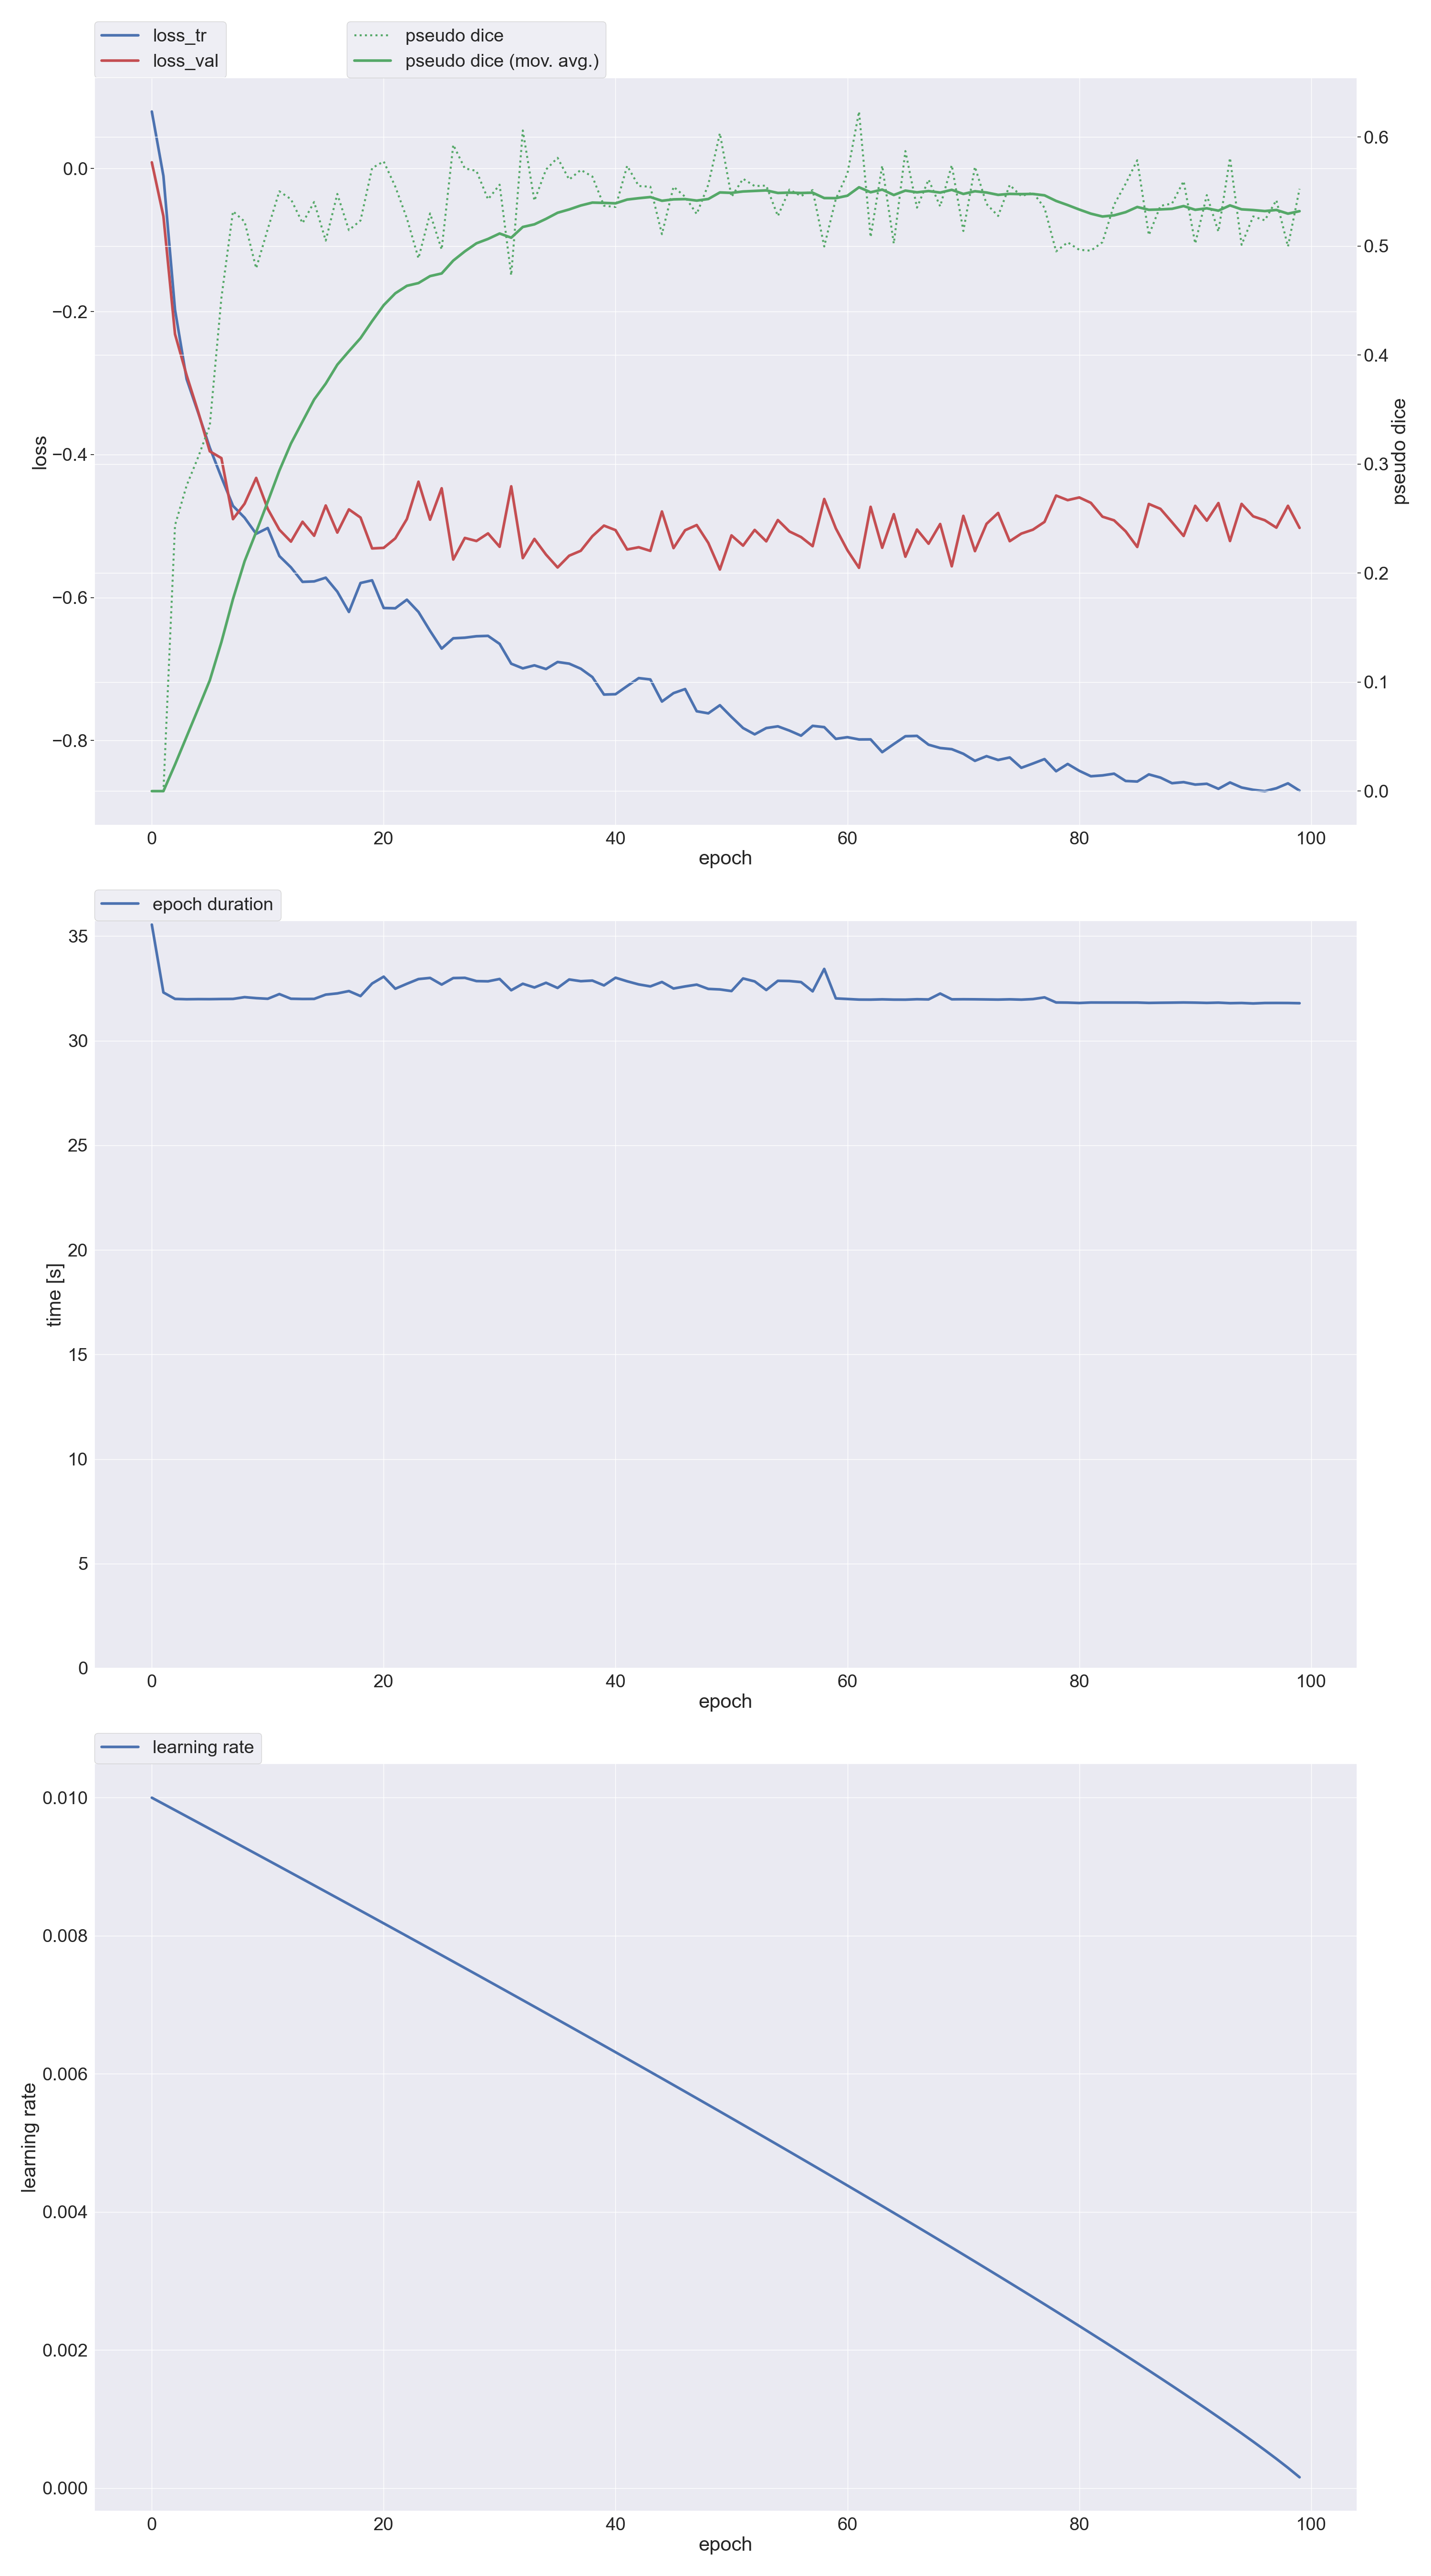 loss_tr
loss_val
pseudo dice
pseudo dice (mov. avg.)
0.0
−0.2
−0.4
−0.6
−0.8
loss
0.6
0.5
0.4
0.3
0.2
0.1
0.0
pseudo dice
0 20 40 60 80 100
epoch
epoch duration
35
30
25
20
15
10
5
0
time [s]
0 20 40 60 80 100
epoch
learning rate
0.010
0.008
0.006
0.004
0.002
0.000
learning rate
0 20 40 60 80 100
epoch